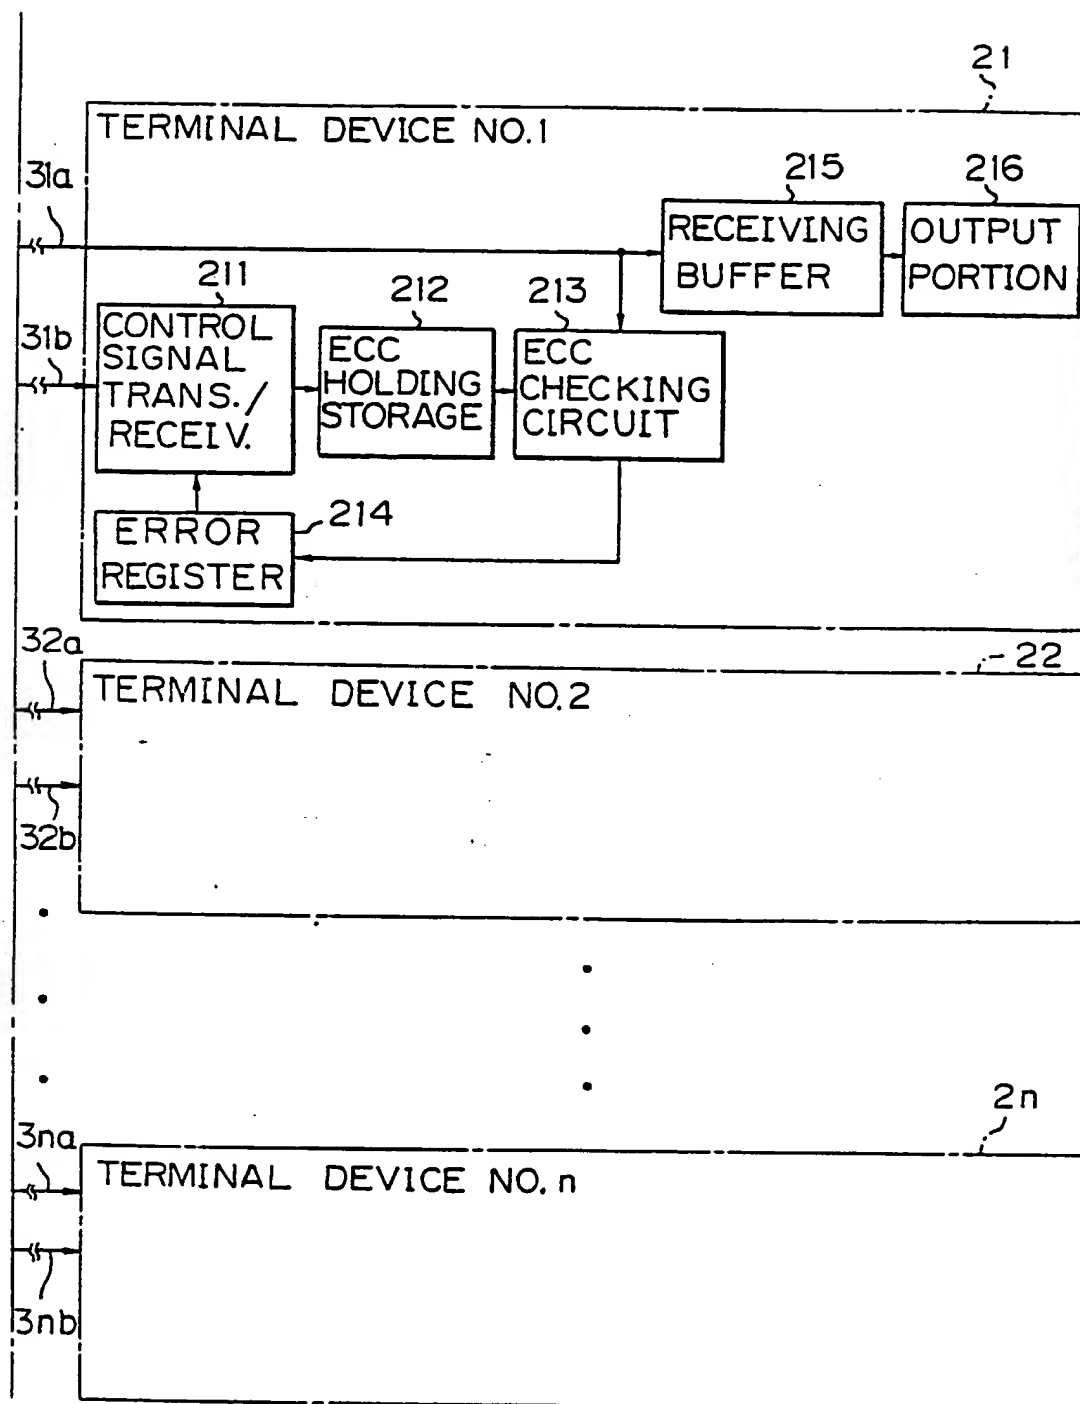 21
TERMINAL DEVICE NO.1
31a
215
216
RECEIVING
BUFFER
OUTPUT
PORTION
211
212
213
31b
CONTROL
SIGNAL
TRANS./
RECEIV.
ECC
HOLDING
STORAGE
ECC
CHECKING
CIRCUIT
214
ERROR
REGISTER
32a
22
TERMINAL DEVICE NO.2
32b
2n
3na
TERMINAL DEVICE NO. n
3nb